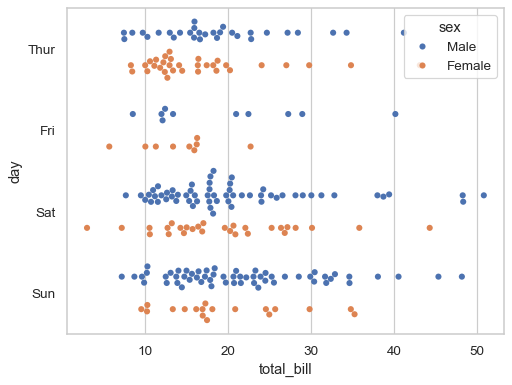 sex
Male
Female
Thur
Fri
Sat
Sun
day
10 20 30 40 50
total_bill